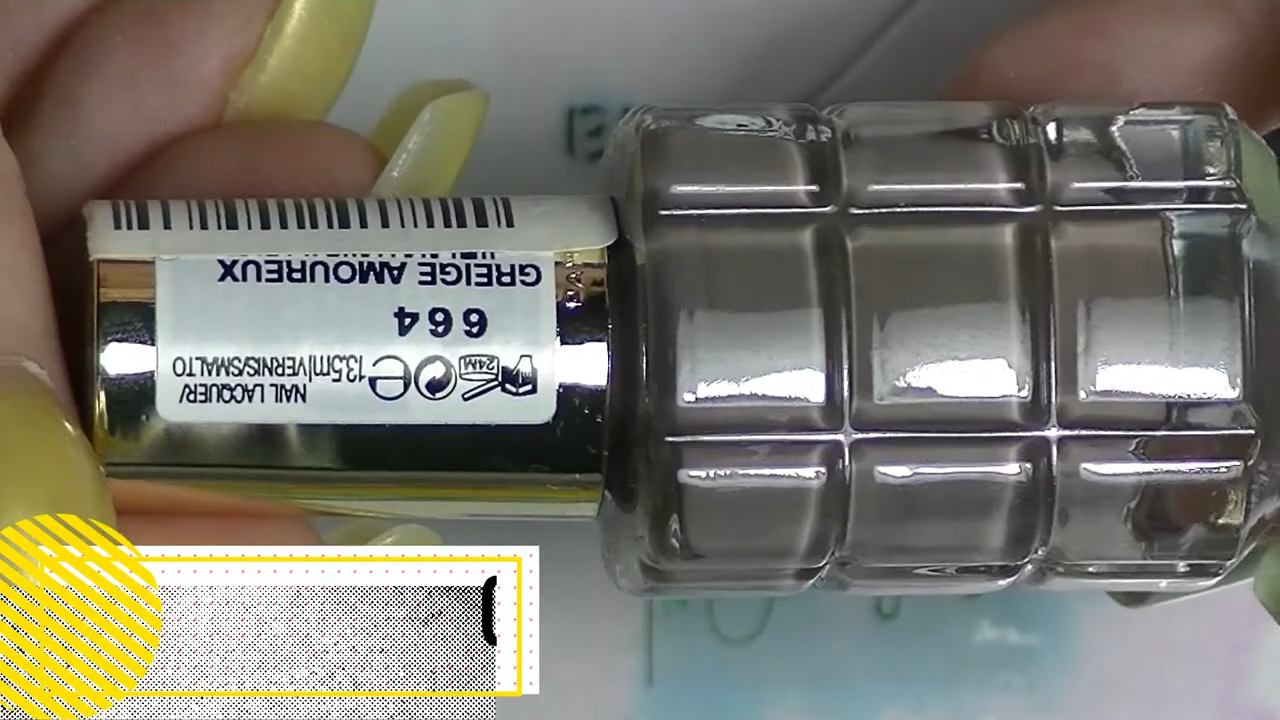 GREIGE AMOUREUX
664
24M
13.5ml/VERNIS/SMALTO
NAIL LACQUER/